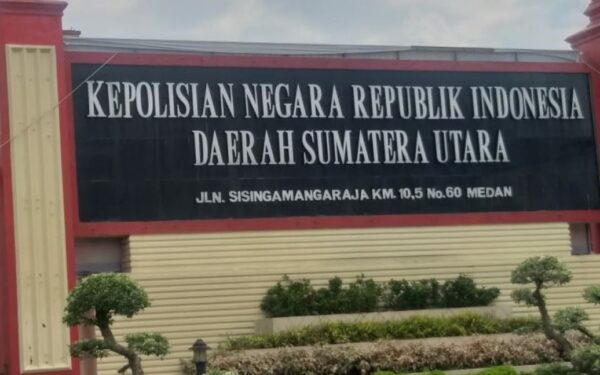 KEPOLISIAN NEGARA REPUBLIK INDONESIA
DAERAH SUMATERA UTARA
JLN. SISINGAMANGARAJA KM. 10,5 No.60 MEDAN